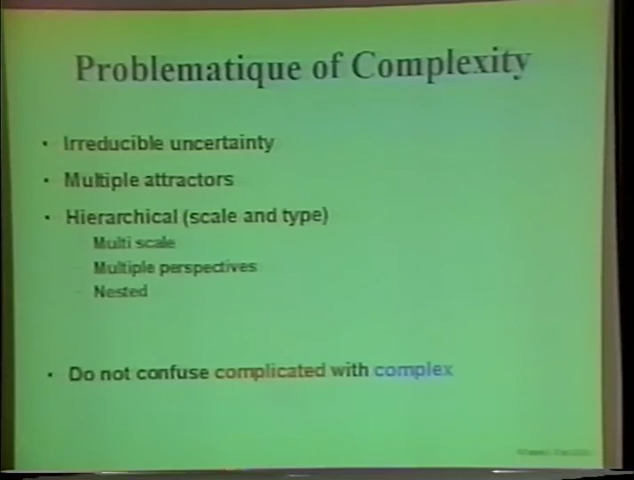 Problematique of Complexity
• Irreducible uncertainty
• Multiple attractors
• Hierarchical (scale and type)
Multi scale
Multiple perspectives
Nested
• Do not confuse complicated with complex